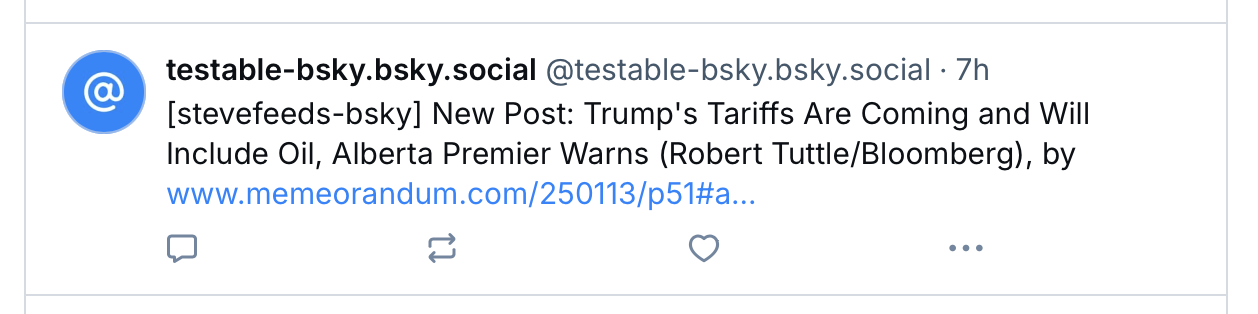 @
testable-bsky.bsky.social @testable-bsky.bsky.social · 7h
[stevefeeds-bsky] New Post: Trump's Tariffs Are Coming and Will
Include Oil, Alberta Premier Warns (Robert Tuttle/Bloomberg), by
www.memeorandum.com/250113/p51#a...